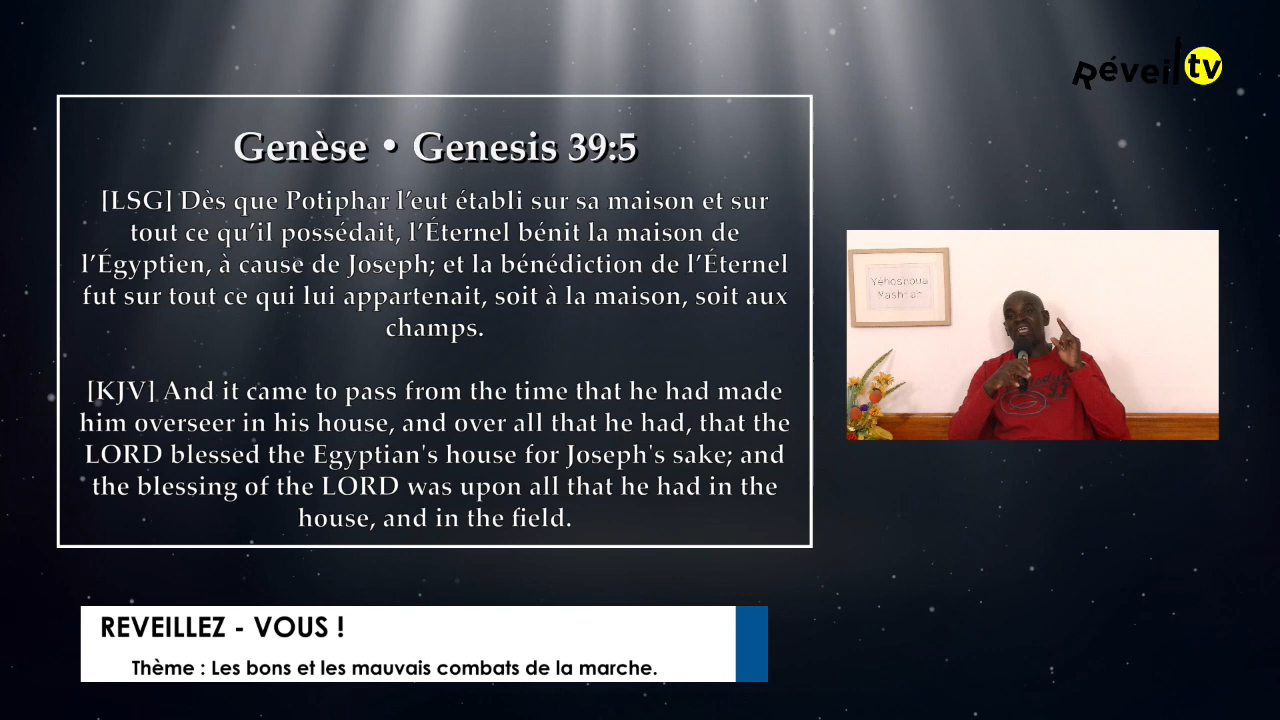 Réveil tv
Genèse • Genesis 39:5
[LSG] Dès que Potiphar l’eut établi sur sa maison et sur
tout ce qu’il possédait, l’Éternel bénit la maison de
l’Égyptien, à cause de Joseph; et la bénédiction de l’Éternel
fut sur tout ce qui lui appartenait, soit à la maison, soit aux
champs.
[KJV] And it came to pass from the time that he had made
him overseer in his house, and over all that he had, that the
LORD blessed the Egyptian's house for Joseph's sake; and
the blessing of the LORD was upon all that he had in the
house, and in the field.
Yéhoshoua
REVEILLEZ - VOUS !
Thème : Les bons et les mauvais combats de la marche.